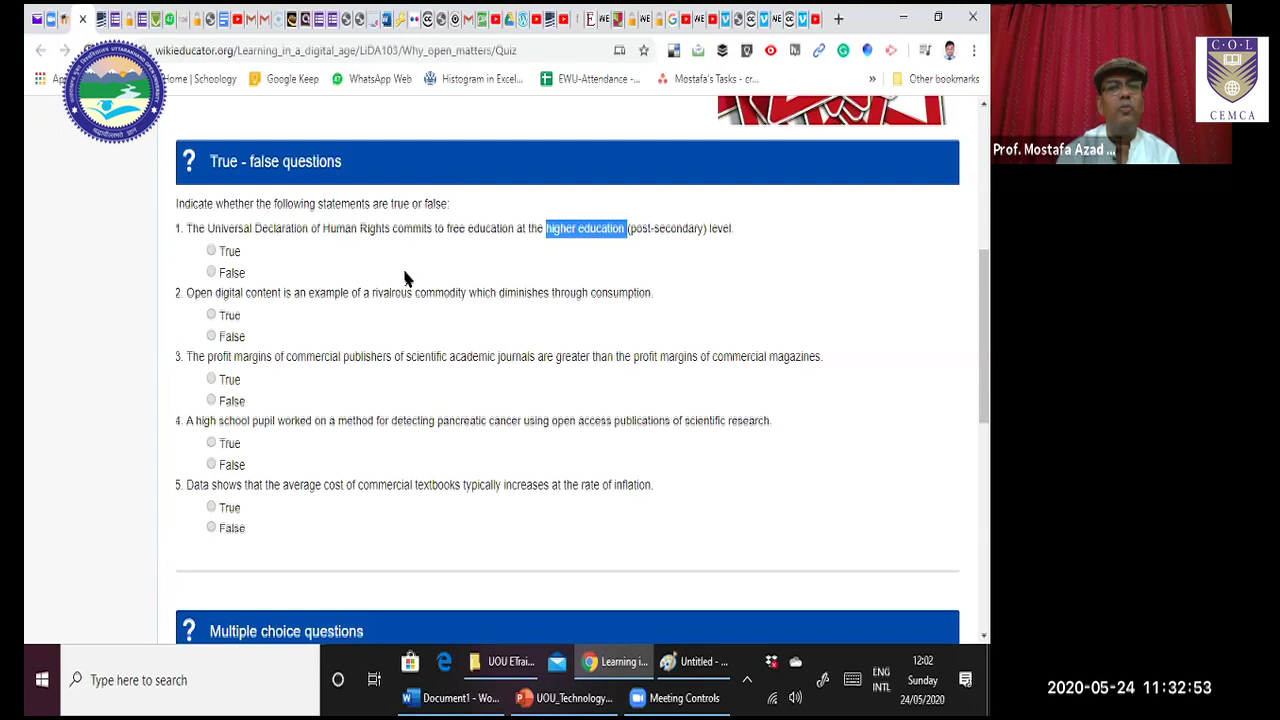 wikieducator.org/Learning_in_a_digital_age/LiDA103/Why_open_matters/Quiz
Home | Schoology
Google Keep
WhatsApp Web
Histogram in Excel...
EWU-Attendance -...
Mostafa's Tasks - cr...
»
Other bookmarks
C·O·L
CEMCA
Prof. Mostafa Azad ...
? True - false questions
Indicate whether the following statements are true or false:
1. The Universal Declaration of Human Rights commits to free education at the higher education (post-secondary) level.
True
False
2. Open digital content is an example of a rivalrous commodity which diminishes through consumption.
True
False
3. The profit margins of commercial publishers of scientific academic journals are greater than the profit margins of commercial magazines.
True
False
4. A high school pupil worked on a method for detecting pancreatic cancer using open access publications of scientific research.
True
False
5. Data shows that the average cost of commercial textbooks typically increases at the rate of inflation.
True
False
? Multiple choice questions
Type here to search
UOU ETrai...
Learning i...
Untitled - ...
Document1 - Wo...
UOU_Technology...
Meeting Controls
ENG
INTL
12:02
Sunday
24/05/2020
2020-05-24 11:32:53